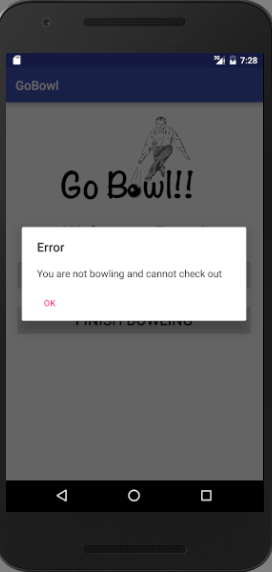 7:28
GoBowl
Go Bowl!!
Error
You are not bowling and cannot check out
OK
FINISH BOWLING